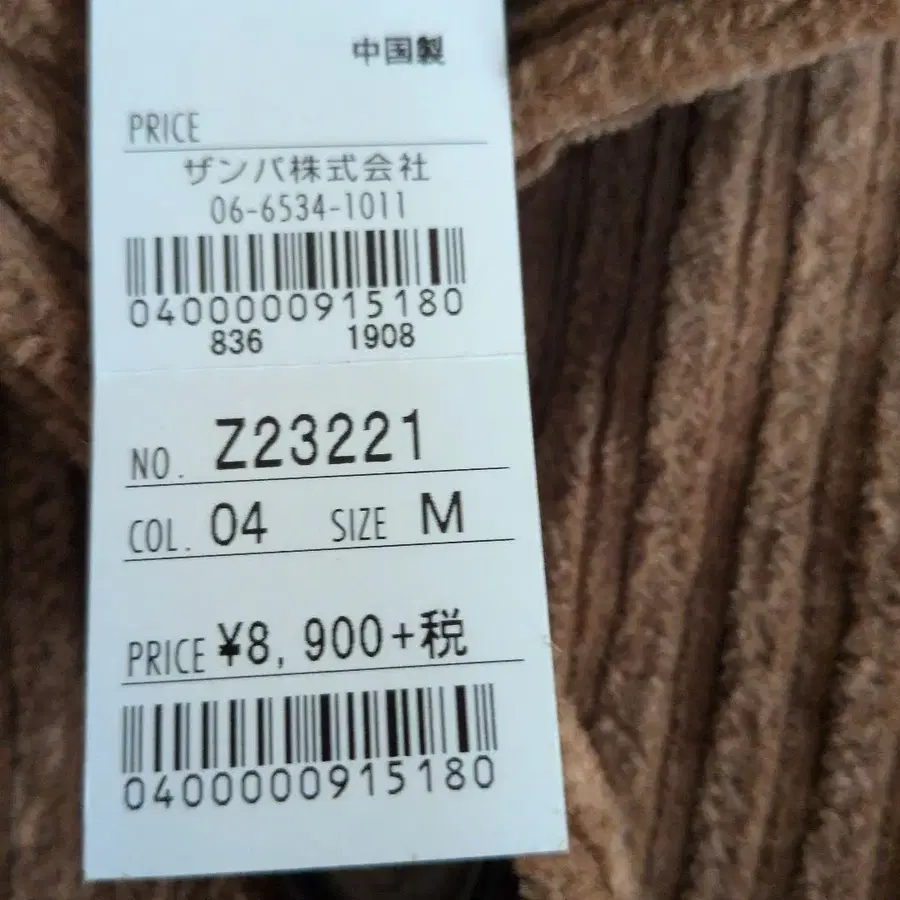 中国製
PRICE
ザンパ株式会社
06-6534-1011
0400000915180
836 1908
NO. Z23221
COL. 04 SIZE M
PRICE ¥8,900+税
0400000915180